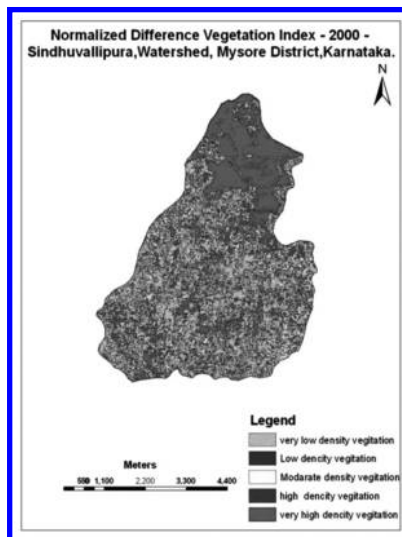 Normalized Difference Vegetation Index - 2000 -
Sindhuvallipura,Watershed, Mysore District,Karnataka.
N
Legend
very low density vegitation
Low dencity vegitation
Modarate density vegitation
high dencity vegitation
very high dencity vegitation
Meters
550 1,100 2,200 3,300 4,400